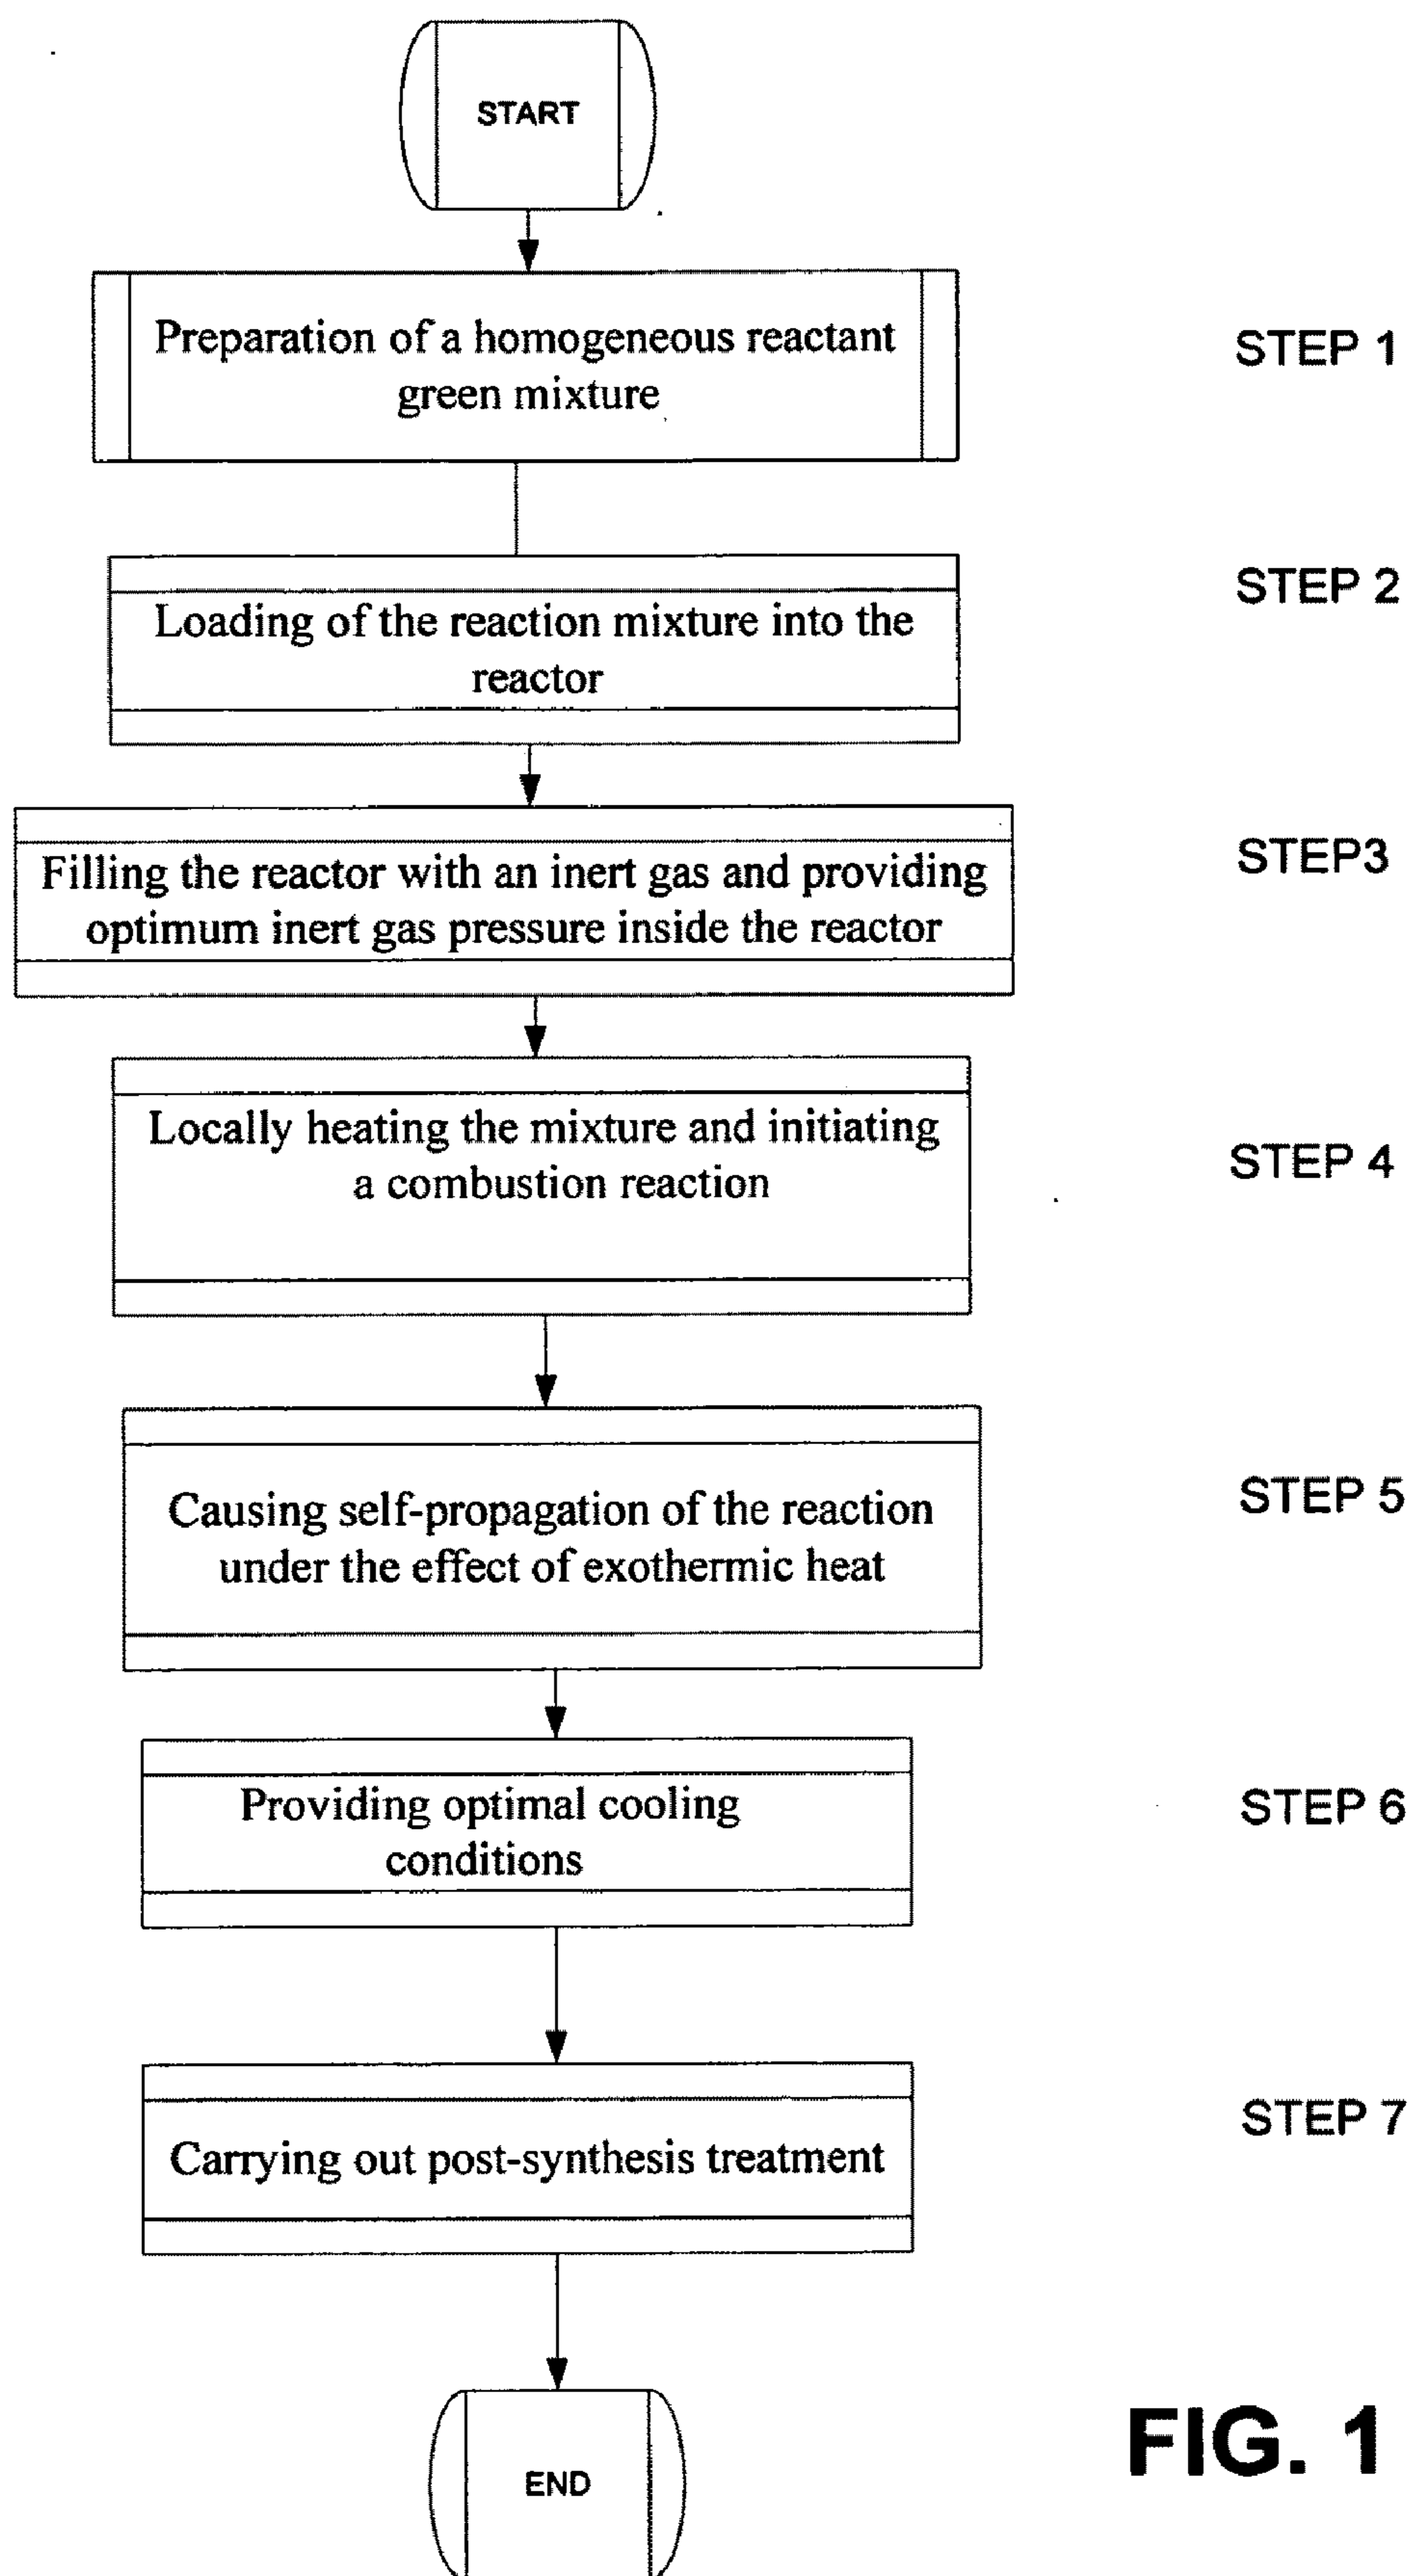 START
Preparation of a homogeneous reactant
green mixture
STEP 1
Loading of the reaction mixture into the
reactor
STEP 2
Filling the reactor with an inert gas and providing
optimum inert gas pressure inside the reactor
STEP3
Locally heating the mixture and initiating
a combustion reaction
STEP 4
Causing self-propagation of the reaction
under the effect of exothermic heat
STEP 5
Providing optimal cooling
conditions
STEP 6
Carrying out post-synthesis treatment
STEP 7
END
FIG. 1